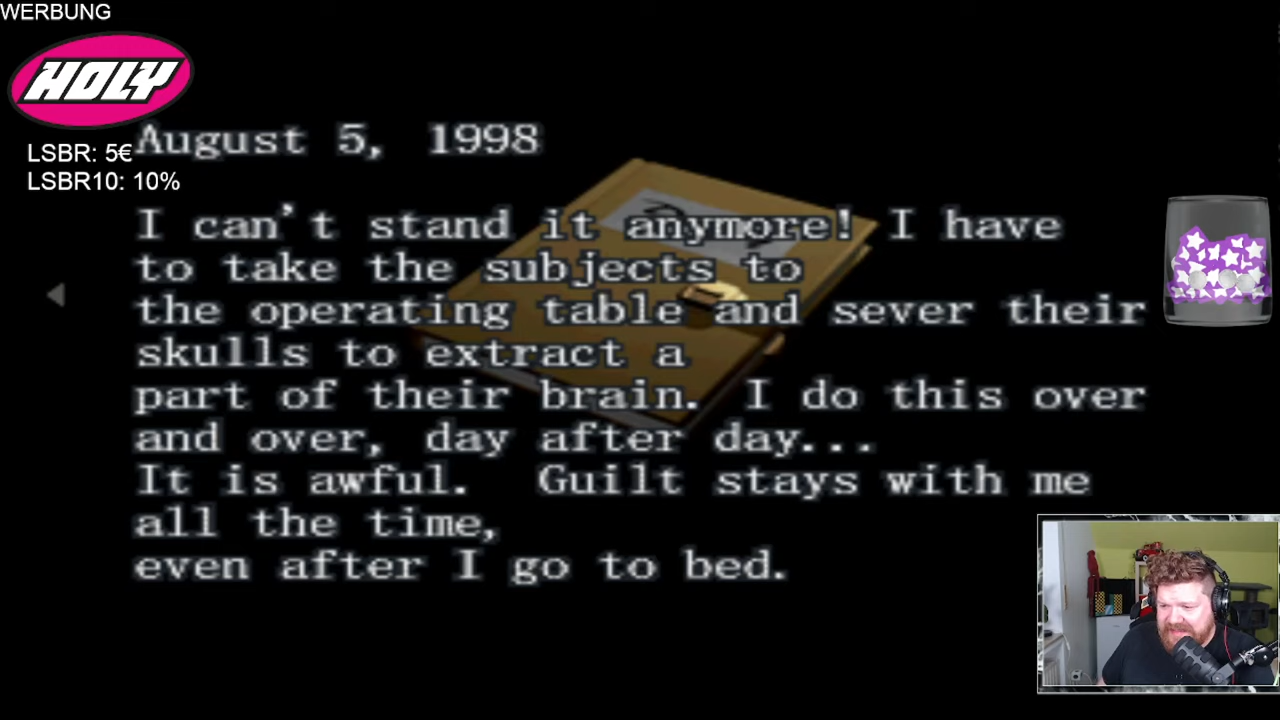 WERBUNG
HOLY
LSBR: 5€
LSBR10: 10%
August 5, 1998
I can't stand it anymore! I have
to take the subjects to
the operating table and sever their
skulls to extract a
part of their brain. I do this over
and over, day after day...
It is awful. Guilt stays with me
all the time,
even after I go to bed.